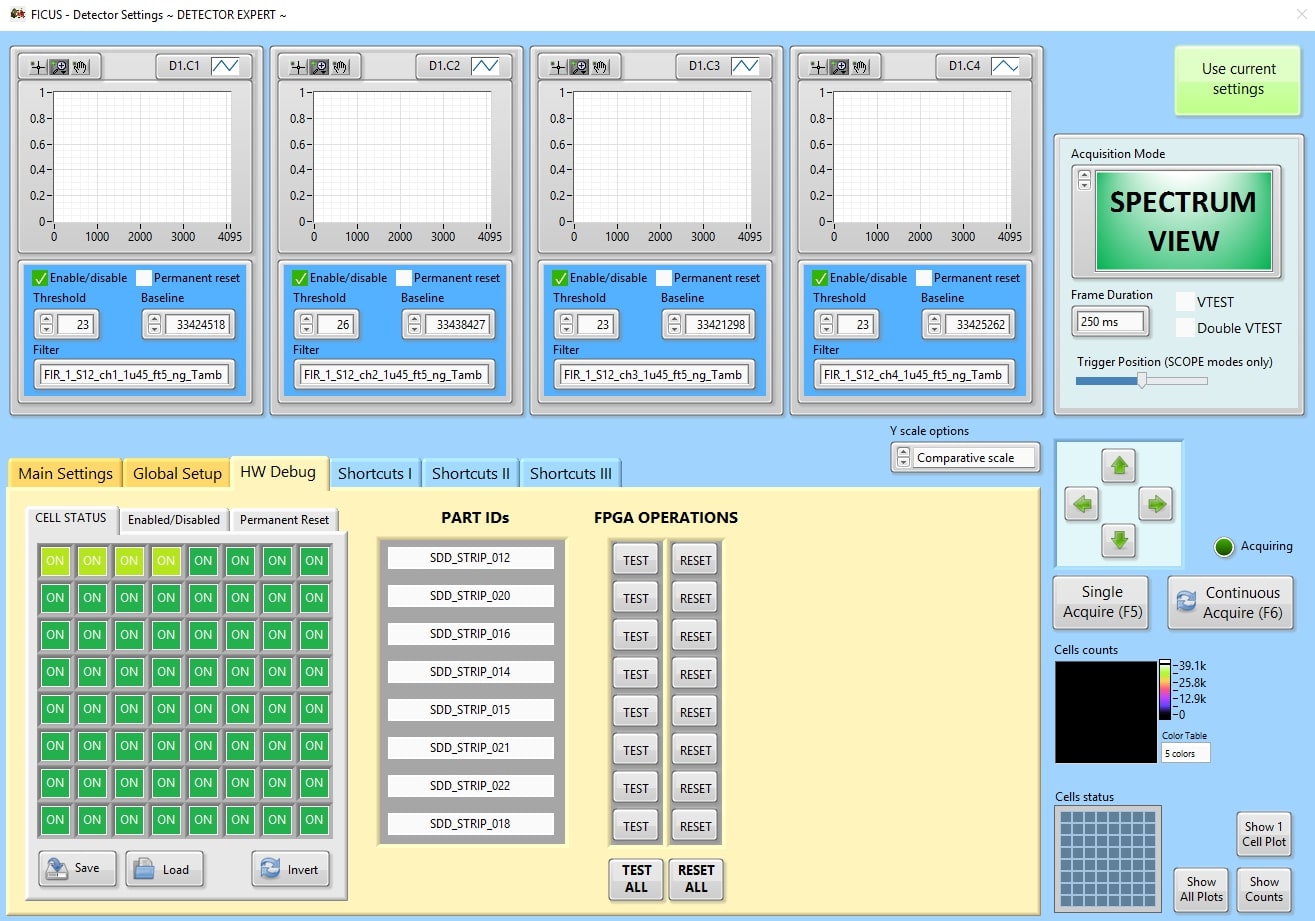 FICUS - Detector Settings ~ DETECTOR EXPERT ~
D1.C1
1
0.8
0.6
0.4
0.2
0
0 1000 2000 3000 4095
D1.C2
1
0.8
0.6
0.4
0.2
0
0 1000 2000 3000 4095
D1.C3
1
0.8
0.6
0.4
0.2
0
0 1000 2000 3000 4095
D1.C4
1
0.8
0.6
0.4
0.2
0
0 1000 2000 3000 4095
Enable/disable Permanent reset
Threshold Baseline
23 33424518
Filter
FIR_1_S12_ch1_1u45_ft5_ng_Tamb
Enable/disable Permanent reset
Threshold Baseline
26 33438427
Filter
FIR_1_S12_ch2_1u45_ft5_ng_Tamb
Enable/disable Permanent reset
Threshold Baseline
23 33421298
Filter
FIR_1_S12_ch3_1u45_ft5_ng_Tamb
Enable/disable Permanent reset
Threshold Baseline
23 33425262
Filter
FIR_1_S12_ch4_1u45_ft5_ng_Tamb
Use current
settings
Acquisition Mode
SPECTRUM
VIEW
Frame Duration
250 ms
VTEST
Double VTEST
Trigger Position (SCOPE modes only)
Y scale options
Comparative scale
Main Settings Global Setup HW Debug Shortcuts I Shortcuts II Shortcuts III
CELL STATUS Enabled/Disabled Permanent Reset
ON ON ON ON ON ON ON ON
ON ON ON ON ON ON ON ON
ON ON ON ON ON ON ON ON
ON ON ON ON ON ON ON ON
ON ON ON ON ON ON ON ON
ON ON ON ON ON ON ON ON
ON ON ON ON ON ON ON ON
ON ON ON ON ON ON ON ON
Save Load Invert
PART IDs
SDD_STRIP_012
SDD_STRIP_020
SDD_STRIP_016
SDD_STRIP_014
SDD_STRIP_015
SDD_STRIP_021
SDD_STRIP_022
SDD_STRIP_018
FPGA OPERATIONS
TEST RESET
TEST RESET
TEST RESET
TEST RESET
TEST RESET
TEST RESET
TEST RESET
TEST RESET
TEST
ALL
RESET
ALL
Acquiring
Single
Acquire (F5)
Continuous
Acquire (F6)
Cells counts
39.1k
25.8k
12.9k
0
Color Table
5 colors
Cells status
Show 1
Cell Plot
Show
All Plots
Show
Counts